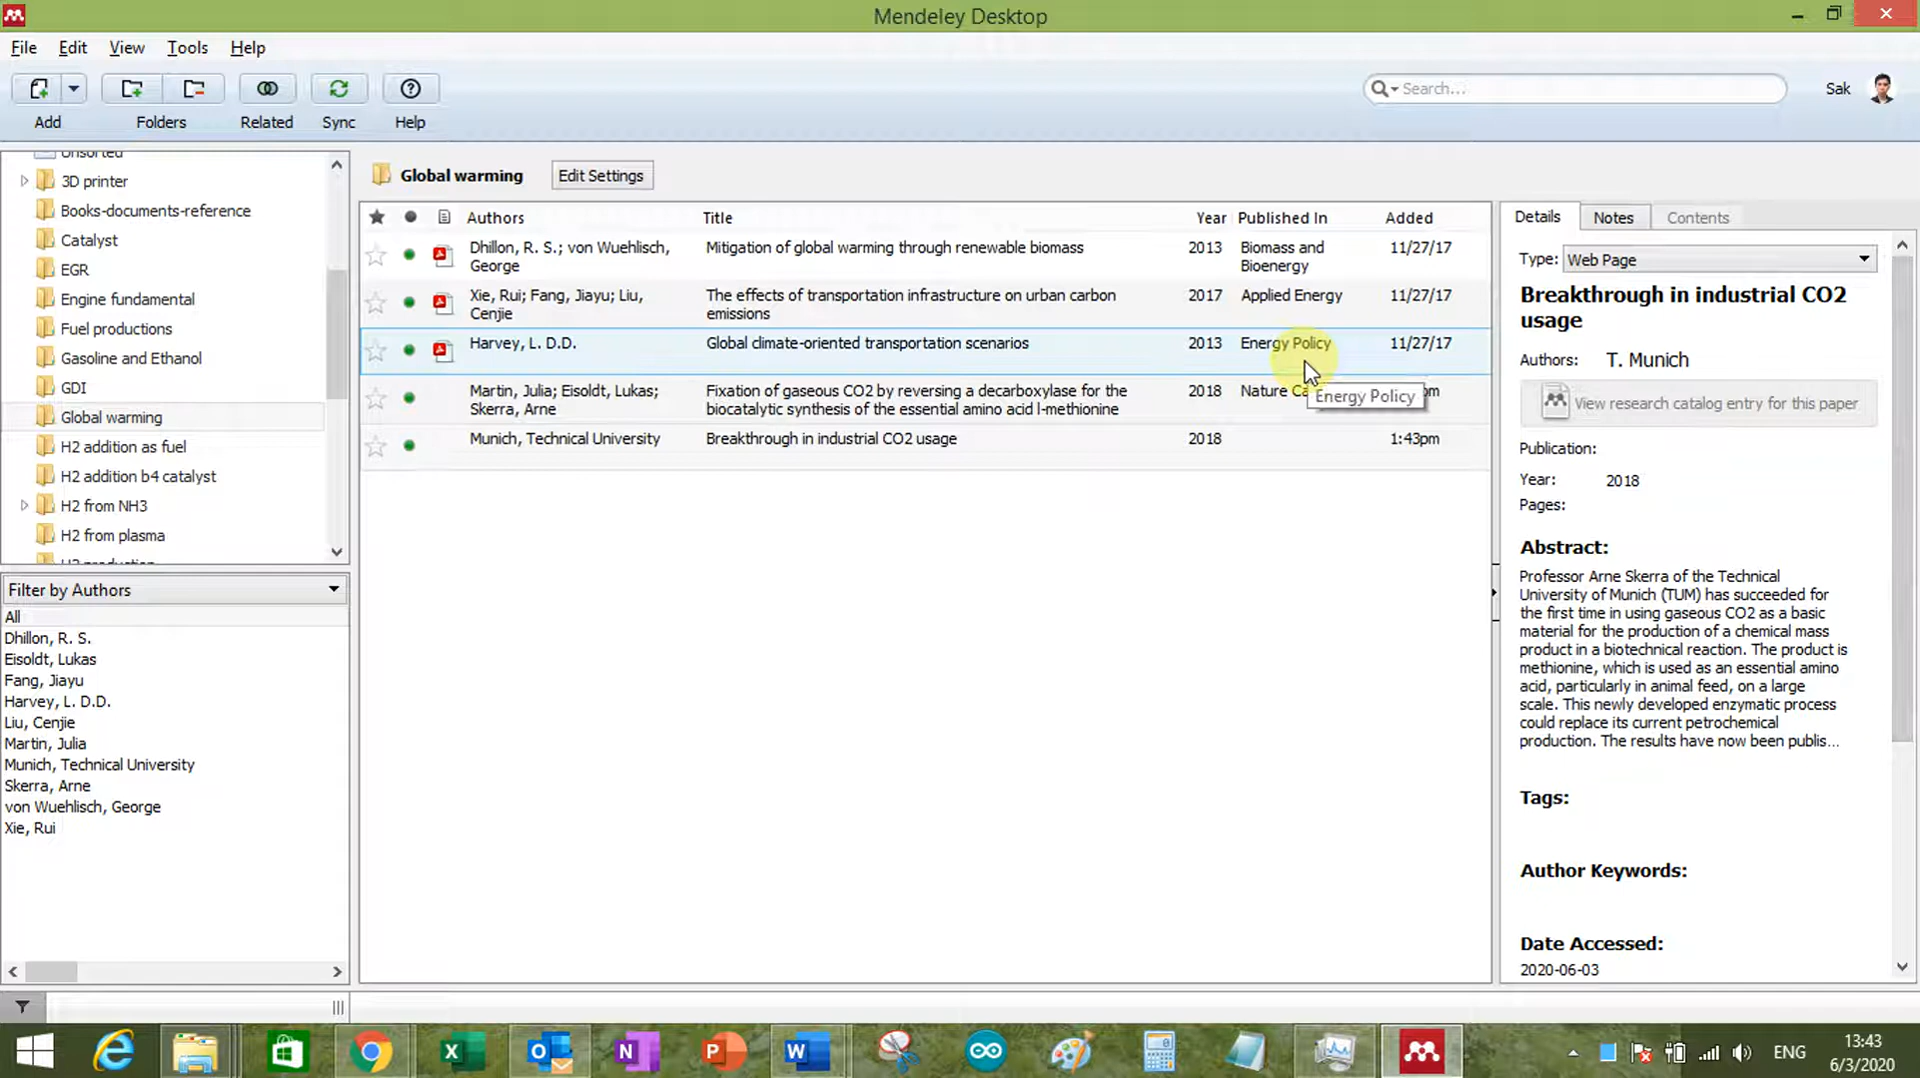 Mendeley Desktop
File Edit View Tools Help
Search...
Sak
Add Folders Related Sync Help
Unsorted
3D printer
Books-documents-reference
Catalyst
EGR
Engine fundamental
Fuel productions
Gasoline and Ethanol
GDI
Global warming
H2 addition as fuel
H2 addition b4 catalyst
H2 from NH3
H2 from plasma
H2 production
Filter by Authors
All
Dhillon, R. S.
Eisoldt, Lukas
Fang, Jiayu
Harvey, L. D.D.
Liu, Cenjie
Martin, Julia
Munich, Technical University
Skerra, Arne
von Wuehlisch, George
Xie, Rui
Global warming Edit Settings
Authors Title Year Published In Added
Dhillon, R. S.; von Wuehlisch, Mitigation of global warming through renewable biomass 2013 Biomass and 11/27/17
George Bioenergy
Xie, Rui; Fang, Jiayu; Liu, The effects of transportation infrastructure on urban carbon 2017 Applied Energy 11/27/17
Cenjie emissions
Harvey, L. D.D. Global climate-oriented transportation scenarios 2013 Energy Policy 11/27/17
Martin, Julia; Eisoldt, Lukas; Fixation of gaseous CO2 by reversing a decarboxylase for the 2018 Nature Ca pm
Energy Policy
Skerra, Arne biocatalytic synthesis of the essential amino acid l-methionine
Munich, Technical University Breakthrough in industrial CO2 usage 2018 1:43pm
Details Notes Contents
Type: Web Page
Breakthrough in industrial CO2
usage
Authors: T. Munich
View research catalog entry for this paper
Publication:
Year: 2018
Pages:
Abstract:
Professor Arne Skerra of the Technical
University of Munich (TUM) has succeeded for
the first time in using gaseous CO2 as a basic
material for the production of a chemical mass
product in a biotechnical reaction. The product is
methionine, which is used as an essential amino
acid, particularly in animal feed, on a large
scale. This newly developed enzymatic process
could replace its current petrochemical
production. The results have now been publis...
Tags:
Author Keywords:
Date Accessed:
2020-06-03
ENG
13:43
6/3/2020